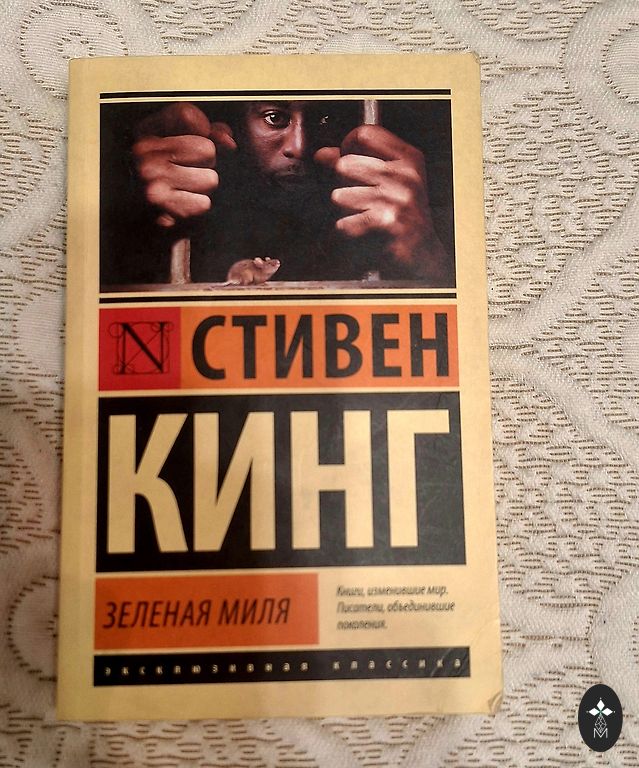 N СТИВЕН
КИНГ
ЗЕЛЕНАЯ МИЛЯ
Книги, изменившие мир.
Писатели, объединившие
поколения.
эксклюзивная классика
М